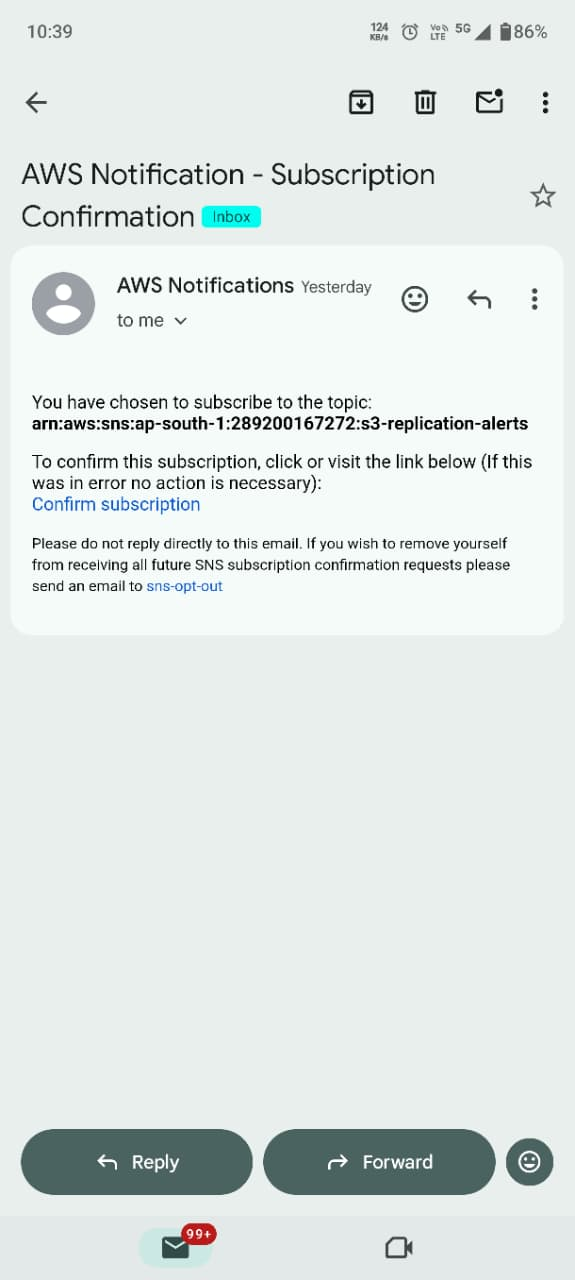 10:39
124 KB/s Vo LTE 5G 86%
AWS Notification - Subscription
Confirmation Inbox
AWS Notifications Yesterday
to me
You have chosen to subscribe to the topic:
arn:aws:sns:ap-south-1:289200167272:s3-replication-alerts
To confirm this subscription, click or visit the link below (If this
was in error no action is necessary):
Confirm subscription
Please do not reply directly to this email. If you wish to remove yourself
from receiving all future SNS subscription confirmation requests please
send an email to sns-opt-out
Reply Forward
99+